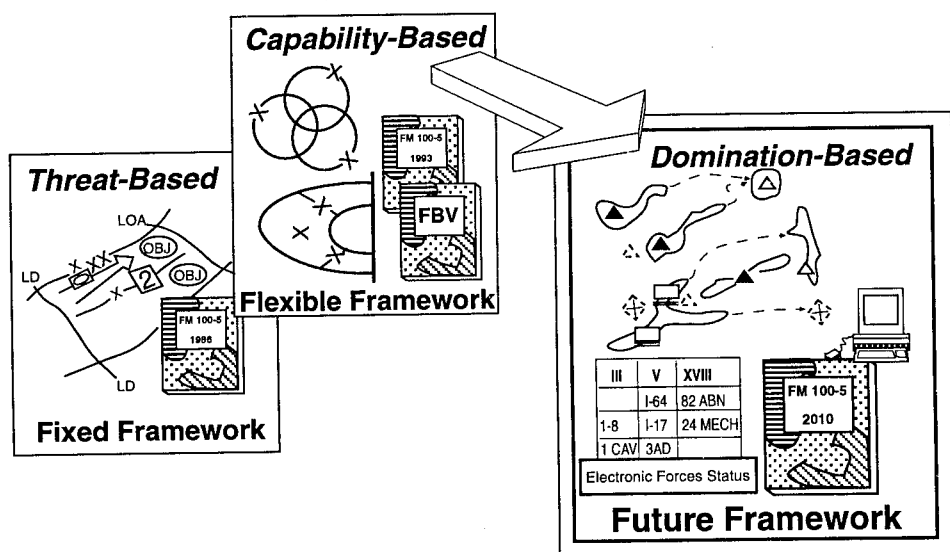 Threat-Based
LOA
LD
X
XX
OBJ
OBJ
2
X
FM 100-5
1986
LD
Fixed Framework
Capability-Based
X
X
X
FM 100-5
1993
X
X
X
FBV
Flexible Framework
Domination-Based
III V XVIII
I-64 82 ABN
1-8 I-17 24 MECH
1 CAV 3AD
Electronic Forces Status
FM 100-5
2010
Future Framework